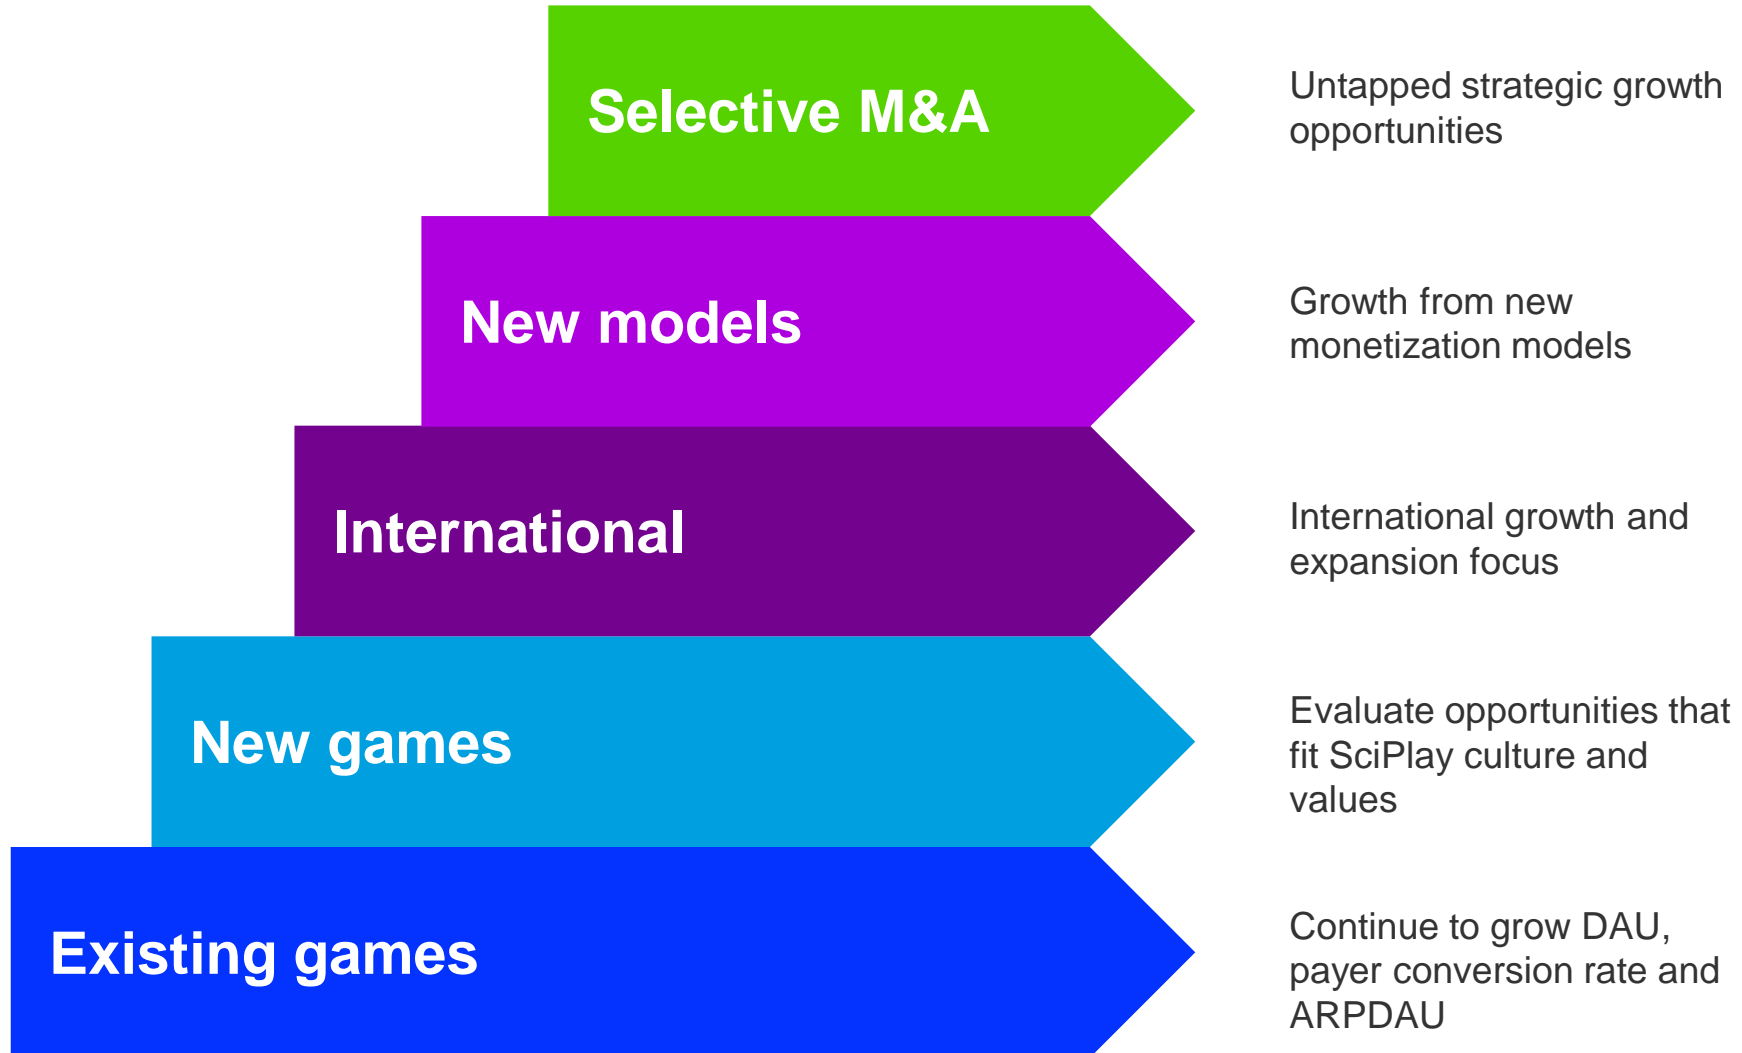 Selective M&A
Untapped strategic growth
opportunities
New models
Growth from new
monetization models
International
International growth and
expansion focus
New games
Evaluate opportunities that
fit SciPlay culture and
values
Existing games
Continue to grow DAU,
payer conversion rate and
ARPDAU